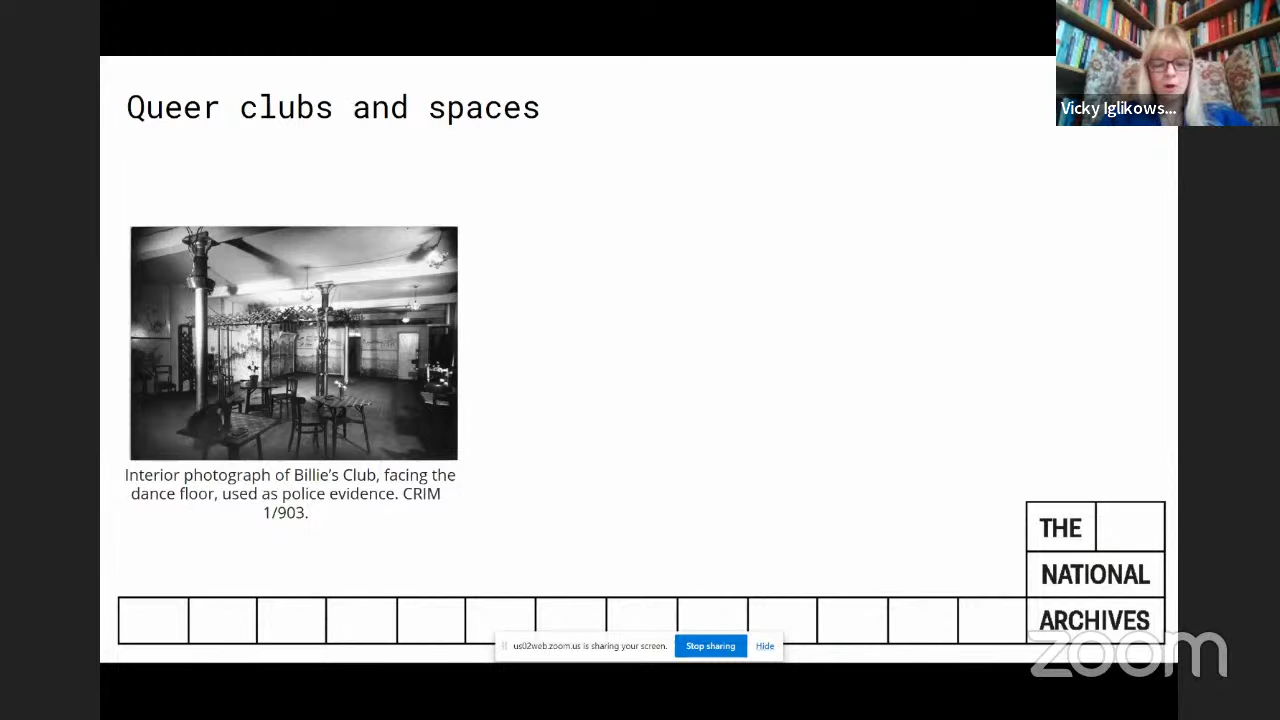 Queer clubs and spaces
Vicky Iglikows...
Interior photograph of Billie's Club, facing the
dance floor, used as police evidence. CRIM
1/903.
THE
NATIONAL
ARCHIVES
us02web.zoom.us is sharing your screen.
Stop sharing
Hide
zoom